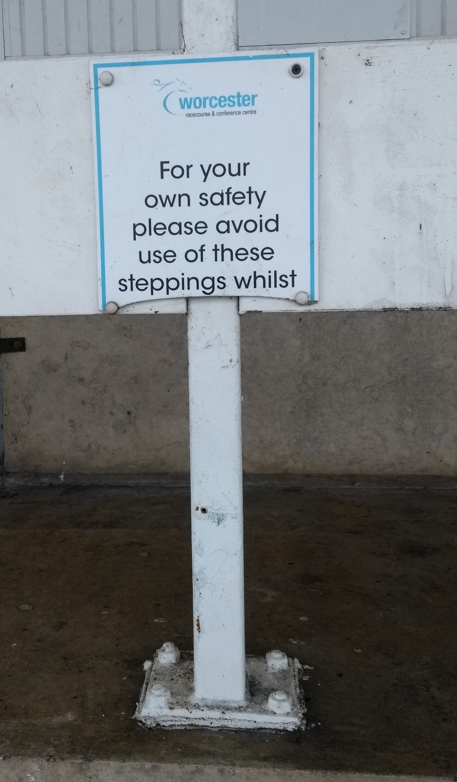 worcester
racecourse & conference centre
For your
own safety
please avoid
use of these
steppings whilst